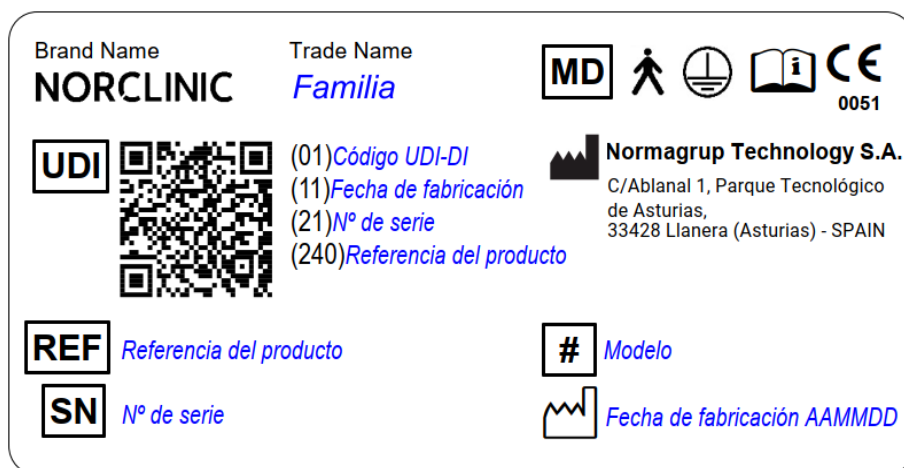 Brand Name
NORCLINIC
Trade Name
Familia
MD
i
CE
0051
UDI
(01)Código UDI-DI
(11)Fecha de fabricación
(21)Nº de serie
(240)Referencia del producto
Normagrup Technology S.A.
C/Ablanal 1, Parque Tecnológico
de Asturias,
33428 Llanera (Asturias) - SPAIN
REF Referencia del producto
# Modelo
SN Nº de serie
Fecha de fabricación AAMMDD